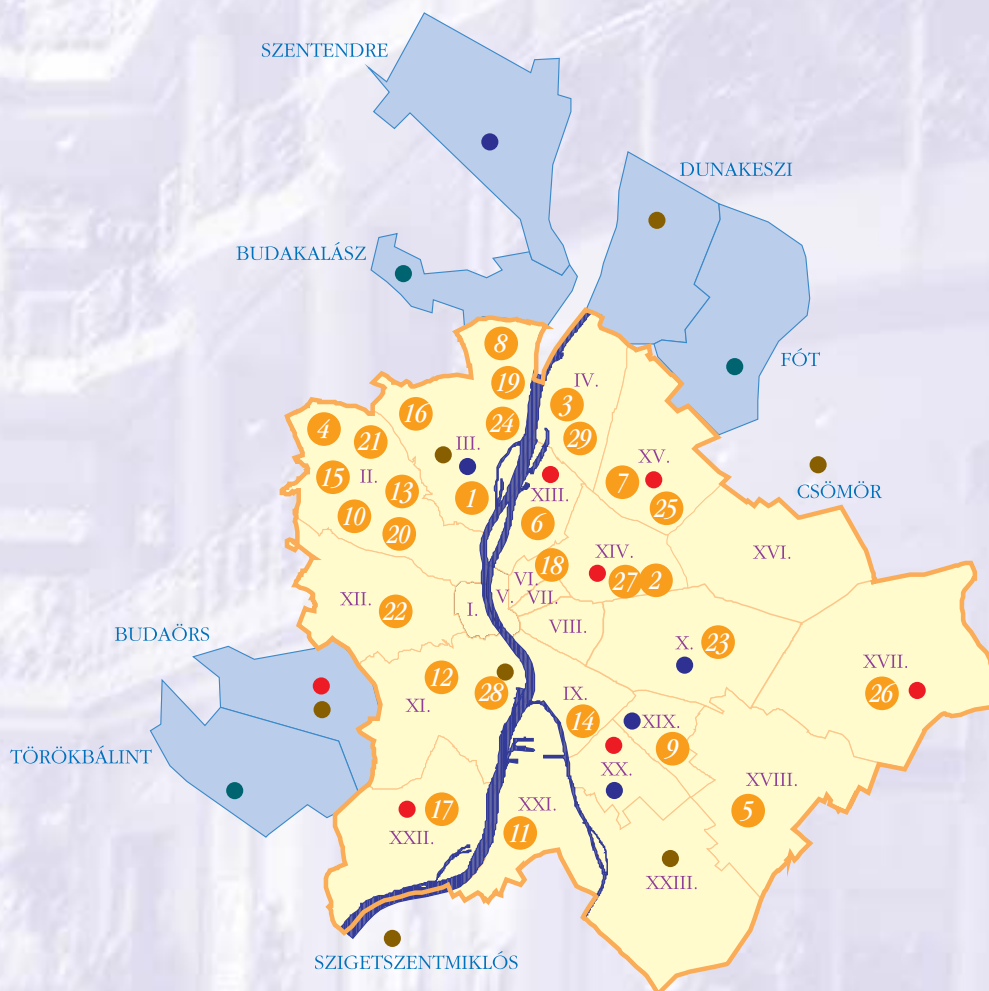 SZENTENDRE
DUNAKESZI
BUDAKALÁSZ
8
FÓT
19
IV.
3
16
24
4
21
29
III.
XV.
CSÖMÖR
15
II.
13
1
XIII.
7
25
10
20
6
XIV.
XVI.
18
27
2
VI.
XII.
22
I.
V.
VII.
VIII.
BUDAÖRS
X.
23
XVII.
12
28
IX.
26
XI.
14
XIX.
9
TÖRÖKBÁLINT
XX.
XVIII.
17
XXI.
5
XXII.
11
XXIII.
SZIGETSZENTMIKLÓS